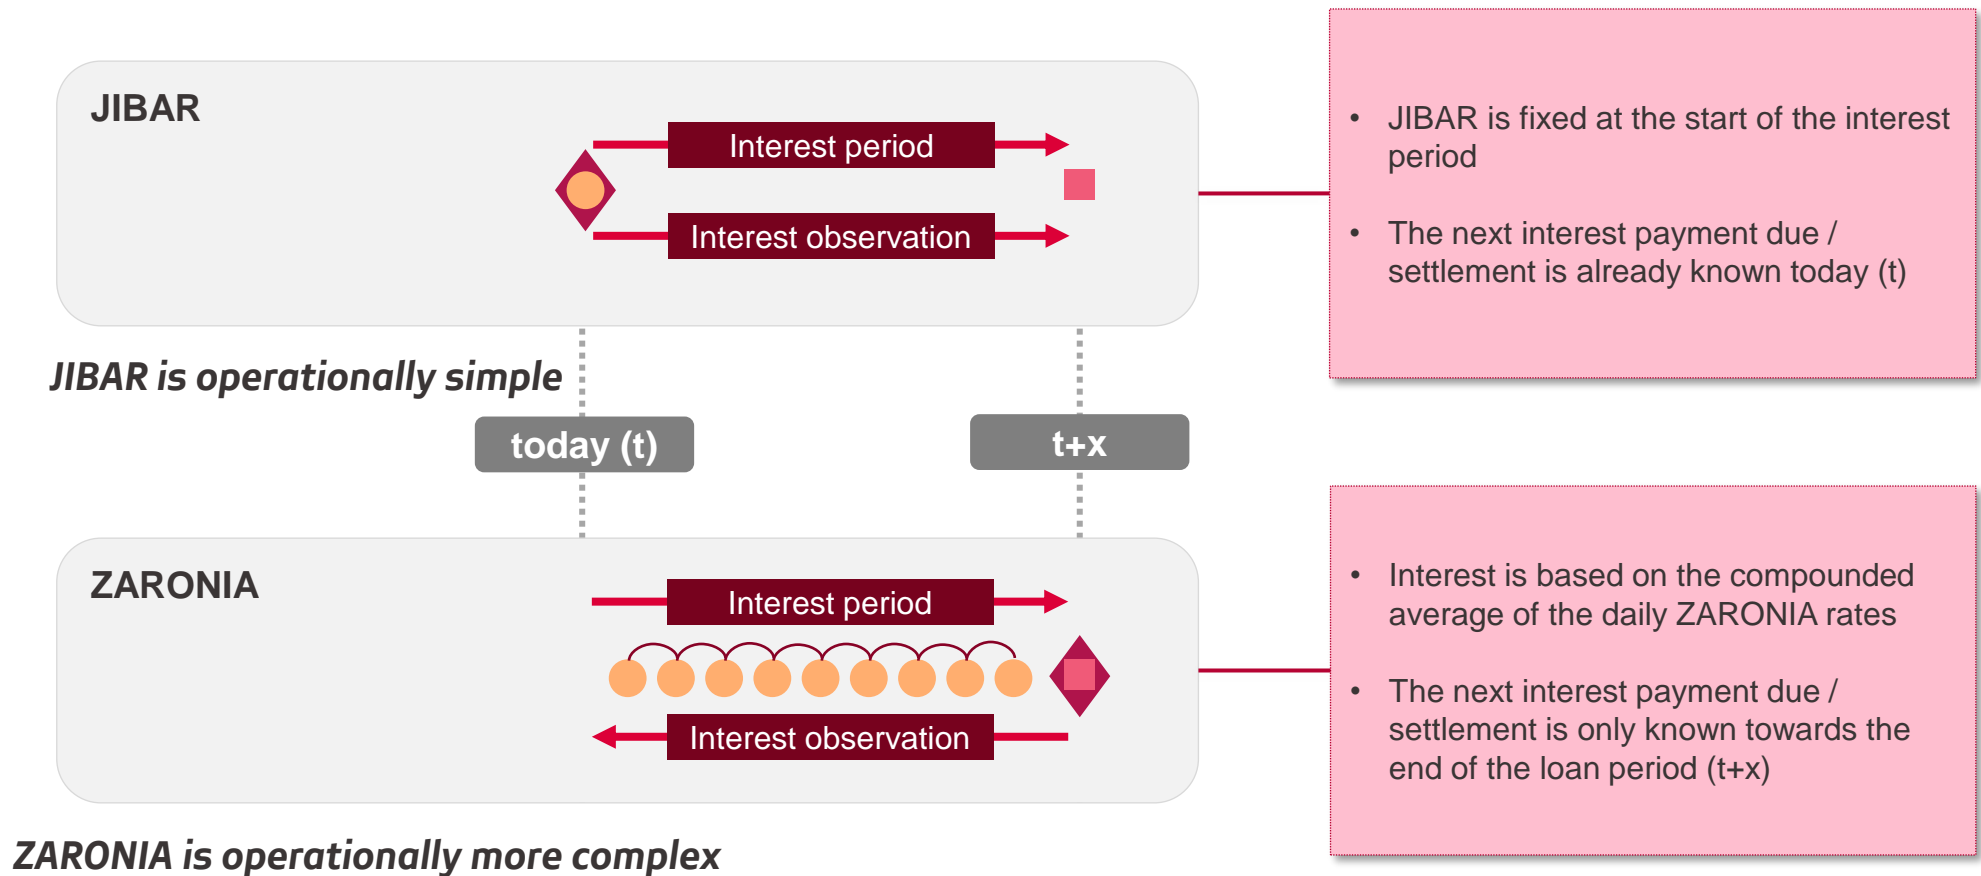 JIBAR
Interest period
Interest observation
• JIBAR is fixed at the start of the interest
period
• The next interest payment due /
settlement is already known today (t)
JIBAR is operationally simple
today (t)
t+x
ZARONIA
Interest period
Interest observation
• Interest is based on the compounded
average of the daily ZARONIA rates
• The next interest payment due /
settlement is only known towards the
end of the loan period (t+x)
ZARONIA is operationally more complex